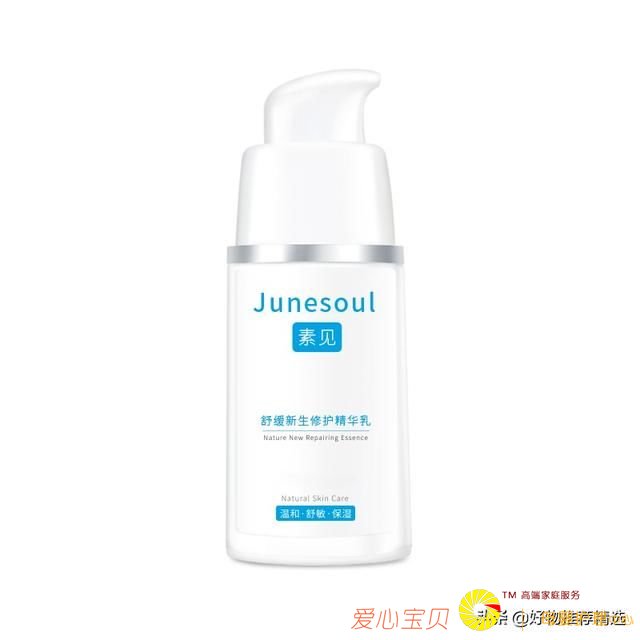 Junesoul
素见
舒缓新生修护精华乳
Nature New Repairing Essence
Natural Skin Care
温和·舒敏·保湿
TM 高端家庭服务
爱心宝贝
头条 @好物推荐精选